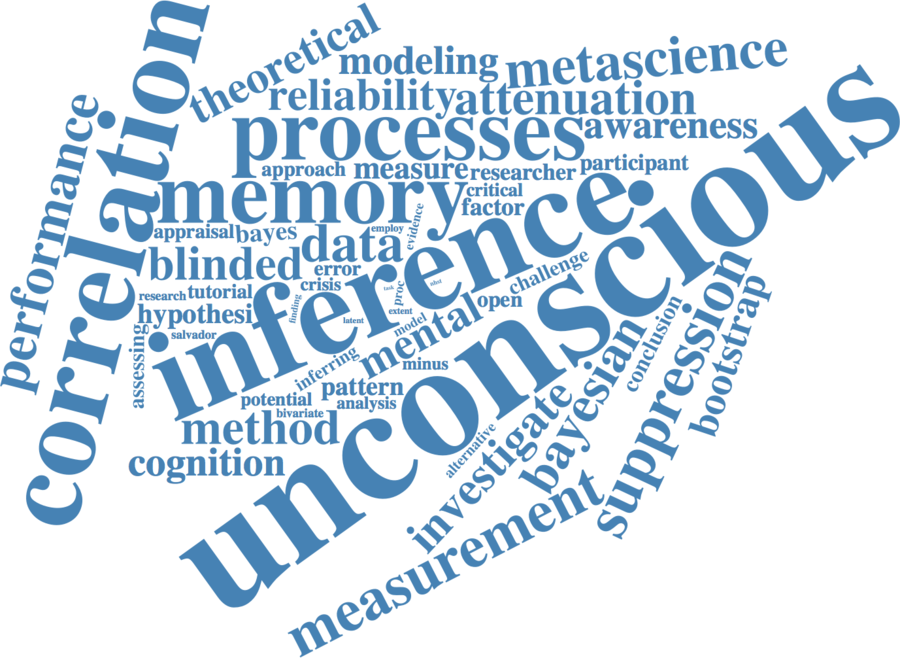 theoretical
modeling
metascience
correlation
reliability
attenuation
performance
processes
awareness
approach
measure
researcher
participant
memory
critical
factor
unconscious
appraisal
bayes
data
employ
evidence
inference
blinded
error
crisis
challenge
research
tutorial
finding
task
proc
extent
mental
open
hypothesi
latent
model
salvador
assessing
inferring
minus
conclusion
suppression
bootstrap
potential
pattern
analysis
bivariate
method
bayesian
cognition
alternative
investigate
measurement